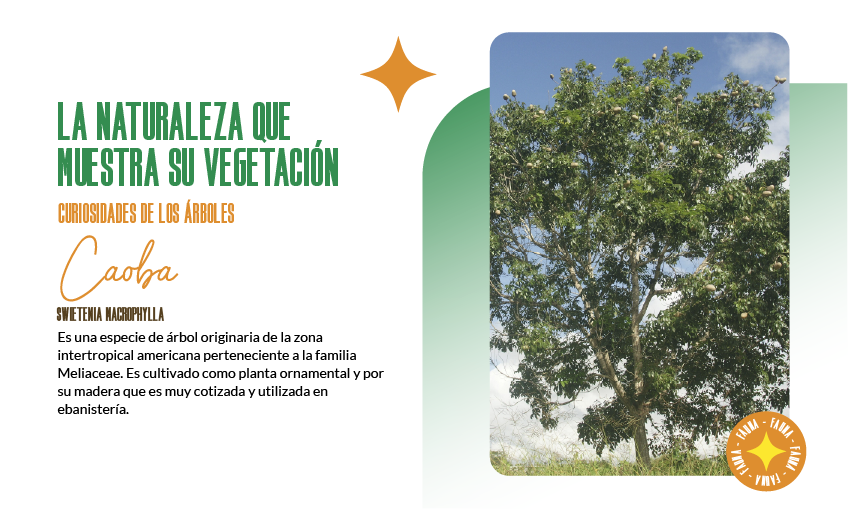 LA NATURALEZA QUE
MUESTRA SU VEGETACIÓN
CURIOSIDADES DE LOS ÁRBOLES
Caoba
SWIETENIA MACROPHYLLA
Es una especie de árbol originaria de la zona
intertropical americana perteneciente a la familia
Meliaceae. Es cultivado como planta ornamental y por
su madera que es muy cotizada y utilizada en
ebanistería.
FAUNA - FAUNA - FAUNA - FAUNA - FAUNA -